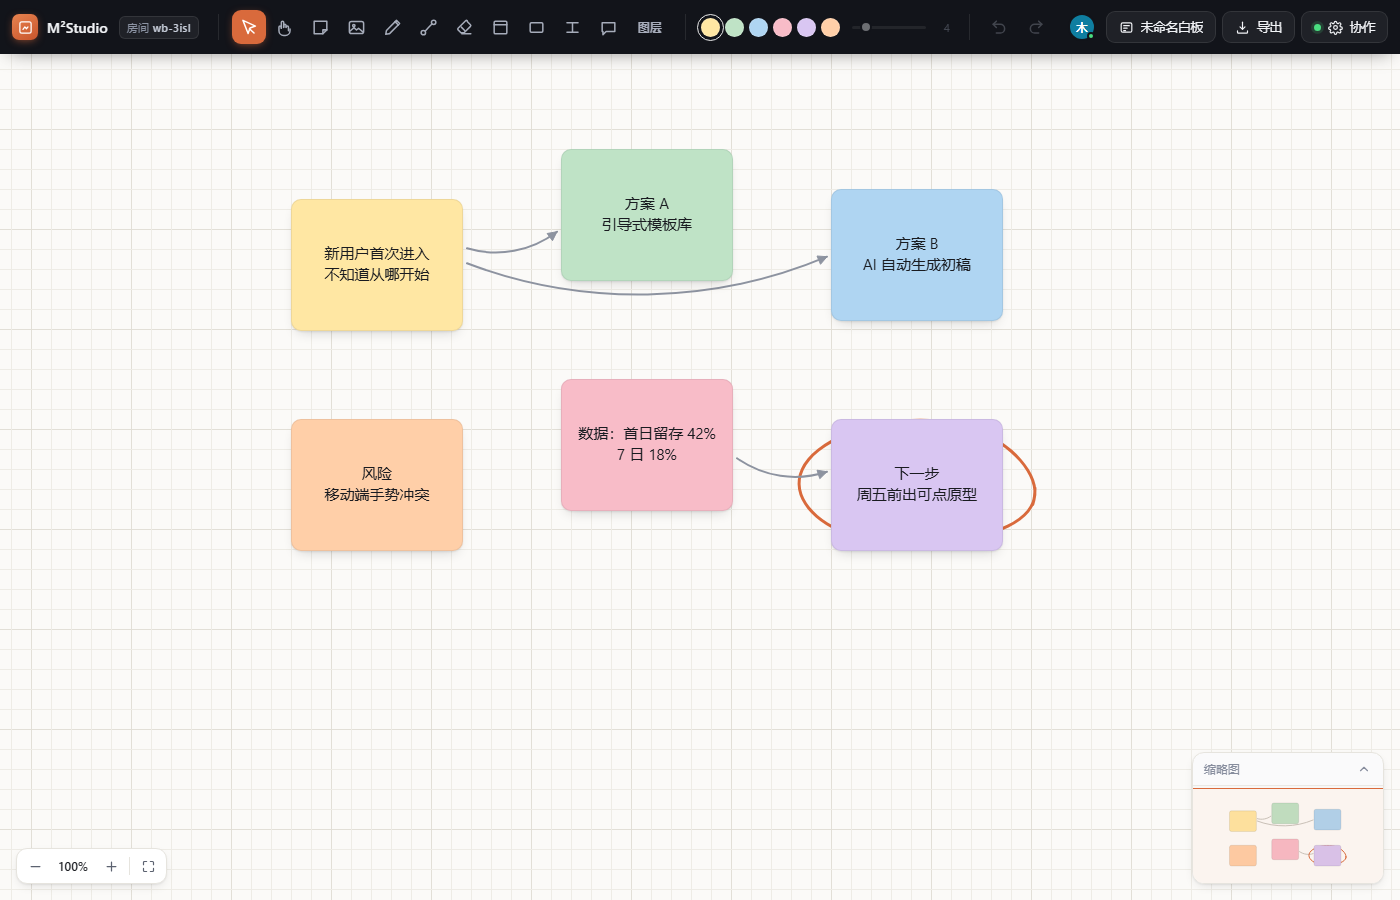 M²Studio
房间 wb-3isl
图层
4
木
未命名白板
导出
协作
新用户首次进入
不知道从哪开始
方案 A
引导式模板库
方案 B
AI 自动生成初稿
风险
移动端手势冲突
数据：首日留存 42%
7 日 18%
下一步
周五前出可点原型
缩略图
100%